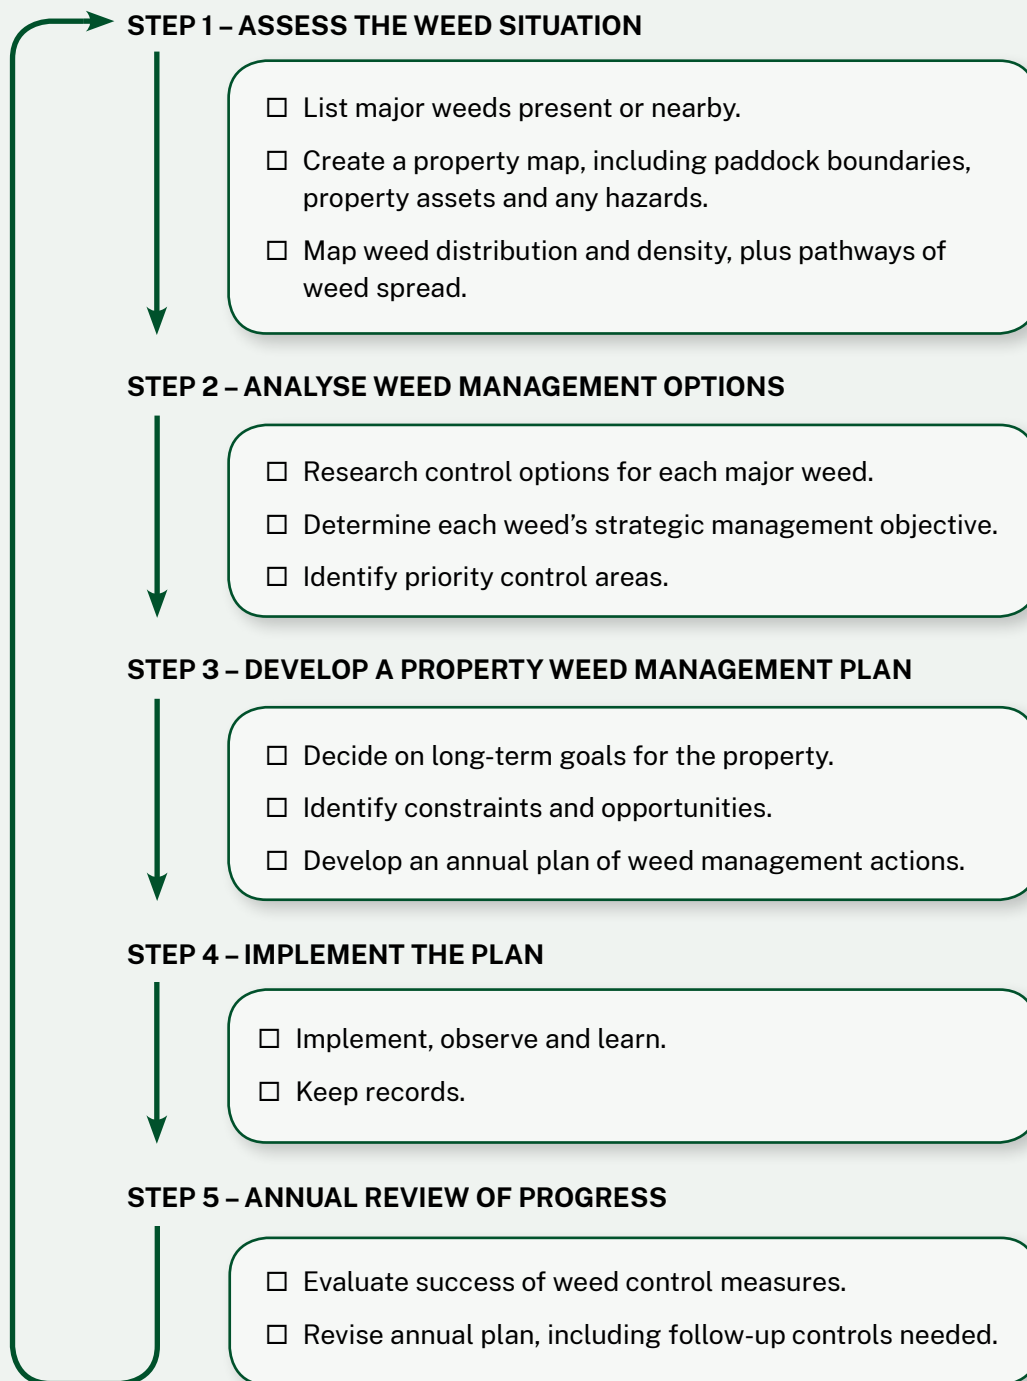 STEP 1 – ASSESS THE WEED SITUATION
☐ List major weeds present or nearby.
☐ Create a property map, including paddock boundaries,
property assets and any hazards.
☐ Map weed distribution and density, plus pathways of
weed spread.
STEP 2 – ANALYSE WEED MANAGEMENT OPTIONS
☐ Research control options for each major weed.
☐ Determine each weed’s strategic management objective.
☐ Identify priority control areas.
STEP 3 – DEVELOP A PROPERTY WEED MANAGEMENT PLAN
☐ Decide on long-term goals for the property.
☐ Identify constraints and opportunities.
☐ Develop an annual plan of weed management actions.
STEP 4 – IMPLEMENT THE PLAN
☐ Implement, observe and learn.
☐ Keep records.
STEP 5 – ANNUAL REVIEW OF PROGRESS
☐ Evaluate success of weed control measures.
☐ Revise annual plan, including follow-up controls needed.